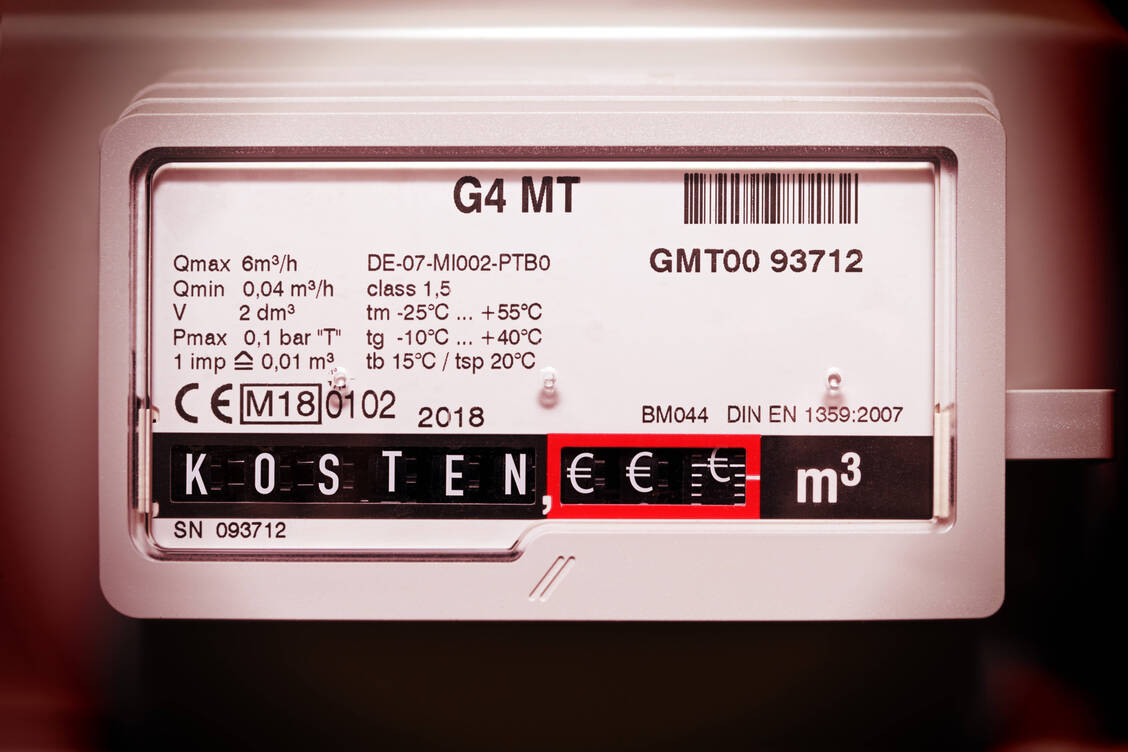 G4 MT
GMT00 93712
Qmax 6m³/h
Qmin 0,04 m³/h
V 2 dm³
Pmax 0,1 bar "T"
1 imp ≙ 0,01 m³
DE-07-MI002-PTB0
class 1,5
tm -25°C ... +55°C
tg -10°C ... +40°C
tb 15°C / tsp 20°C
CE M18 0102 2018
BM044 DIN EN 1359:2007
KOSTEN,€€€ m³
SN 093712